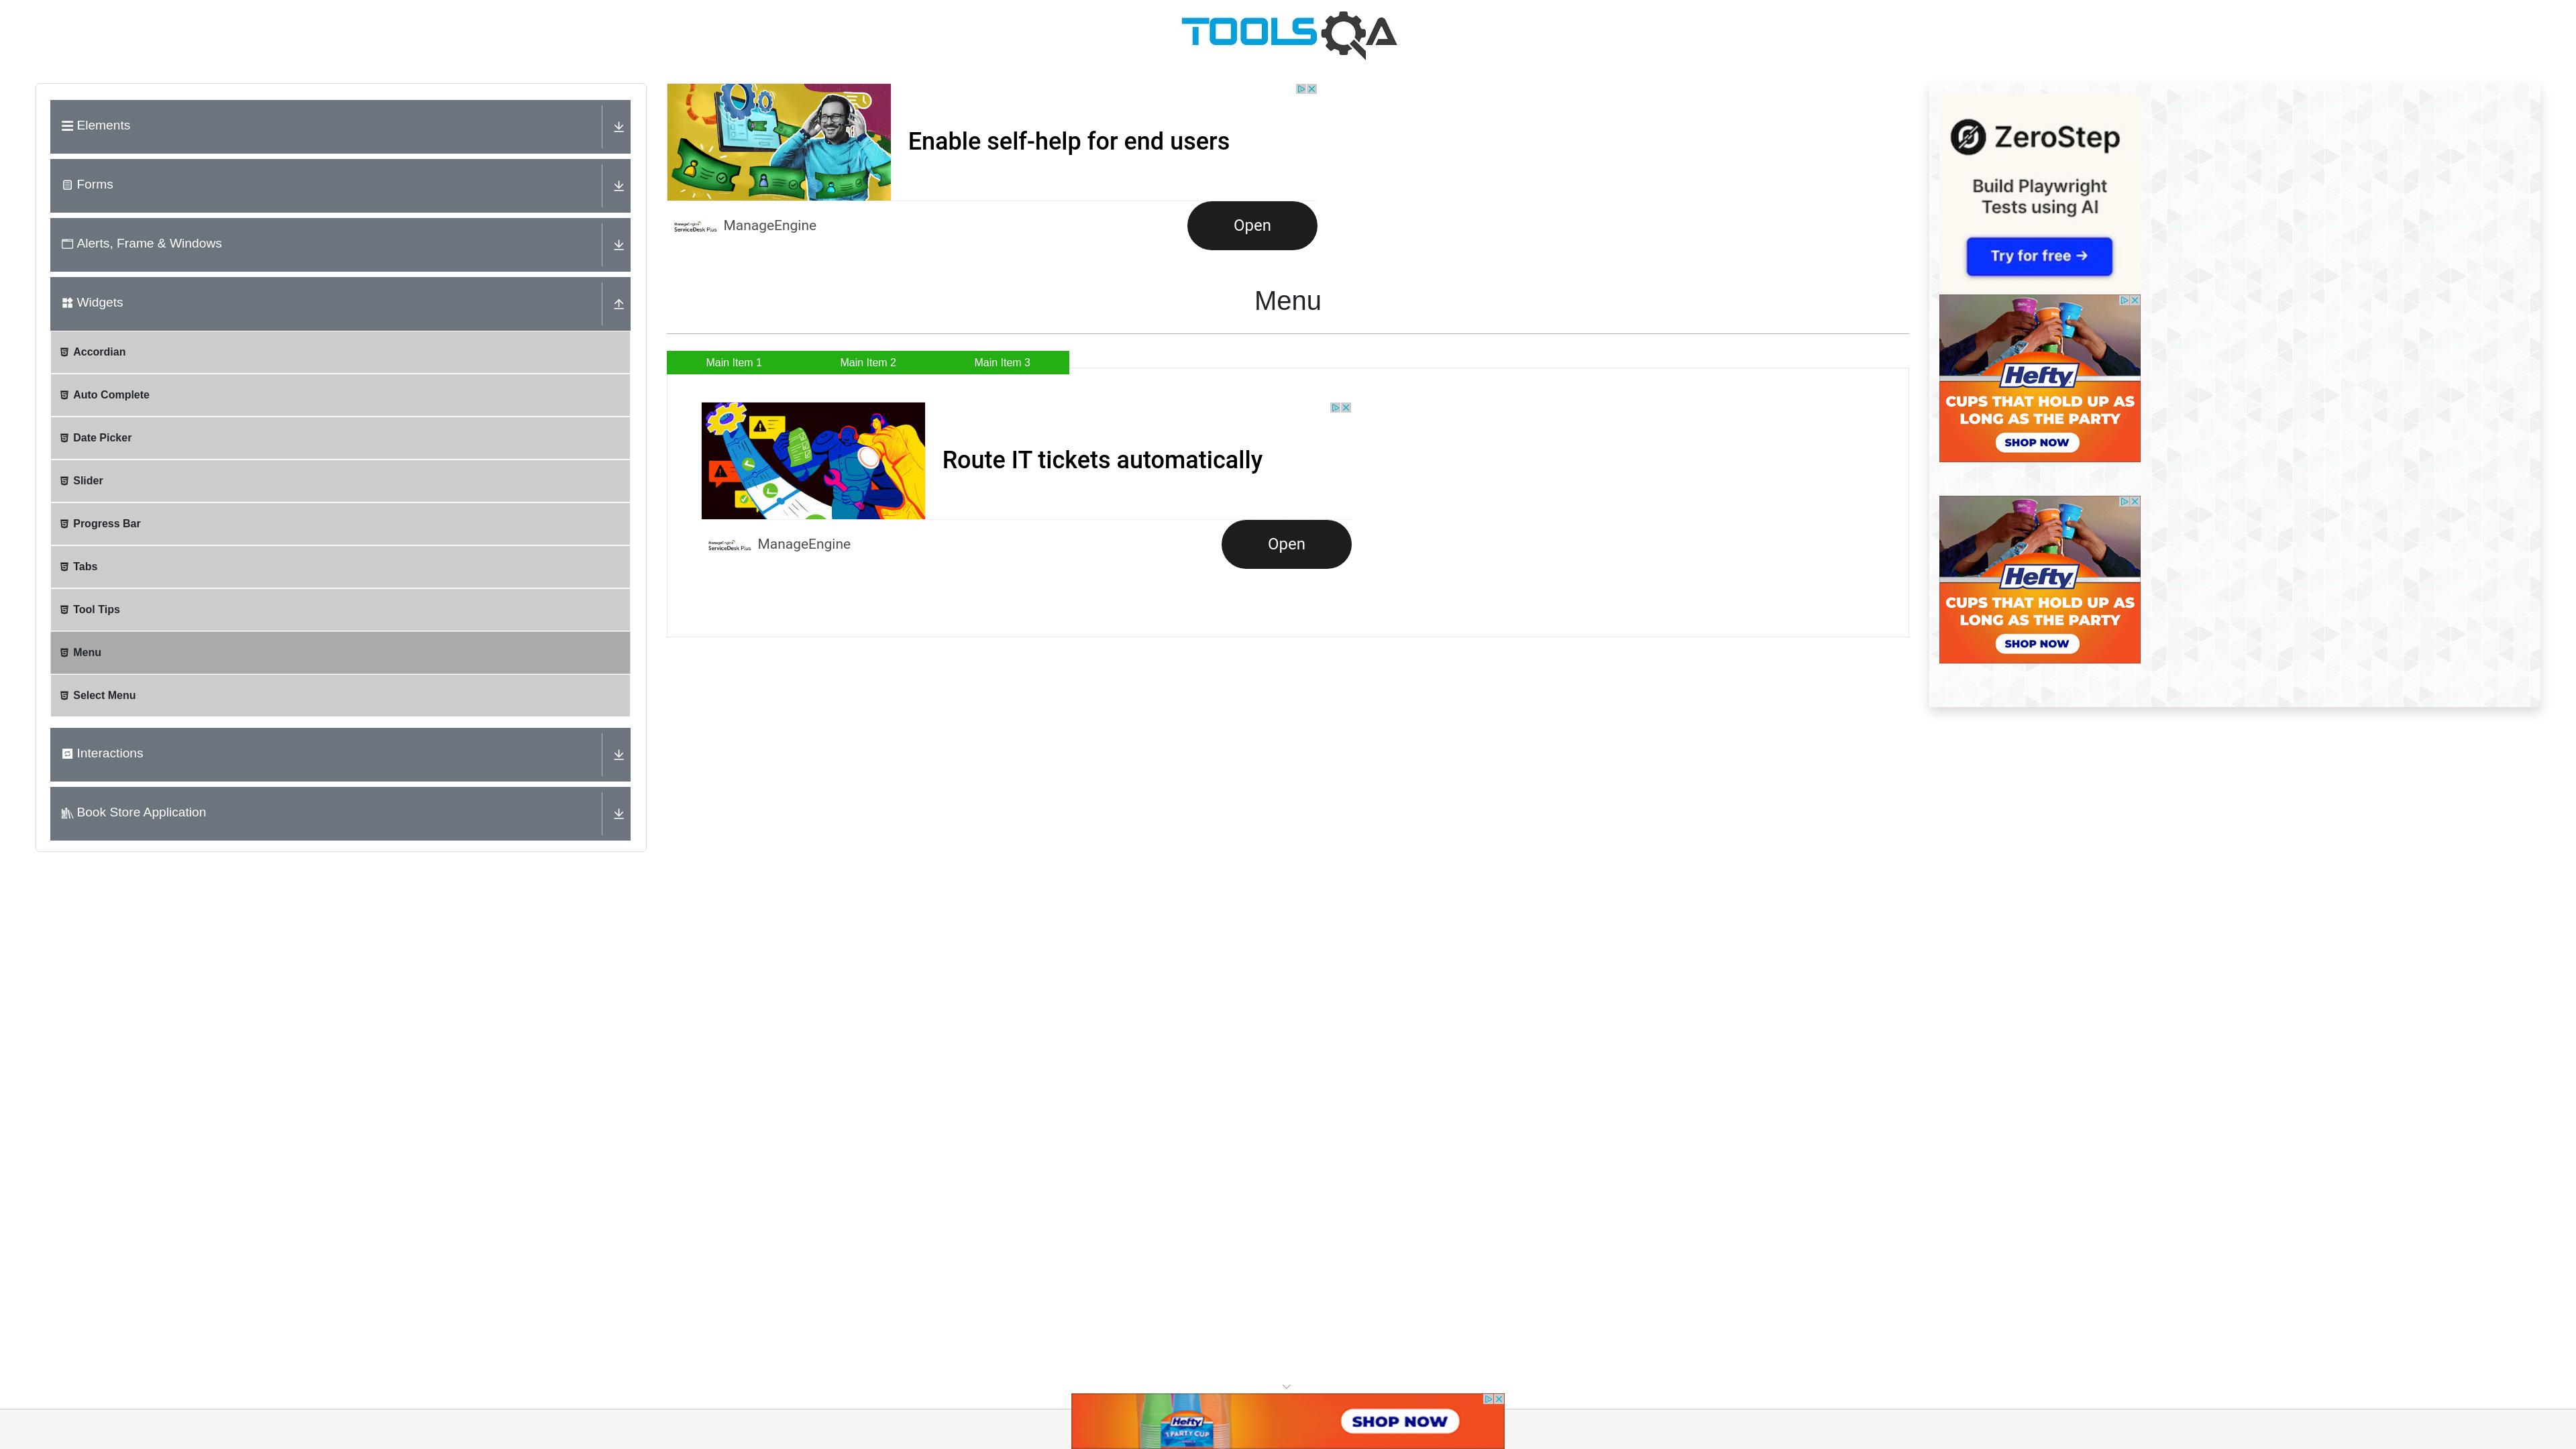 TOOLSQA
Elements
Forms
Alerts, Frame & Windows
Widgets
Accordian
Auto Complete
Date Picker
Slider
Progress Bar
Tabs
Tool Tips
Menu
Select Menu
Interactions
Book Store Application
Enable self-help for end users
ManageEngine
ServiceDesk Plus
ManageEngine
Open
Menu
Main Item 1
Main Item 2
Main Item 3
Route IT tickets automatically
ManageEngine
ServiceDesk Plus
ManageEngine
Open
ZeroStep
Build Playwright
Tests using AI
Try for free →
Hefty
CUPS THAT HOLD UP AS
LONG AS THE PARTY
SHOP NOW
Hefty
CUPS THAT HOLD UP AS
LONG AS THE PARTY
SHOP NOW
Hefty
PARTY CUP
SHOP NOW